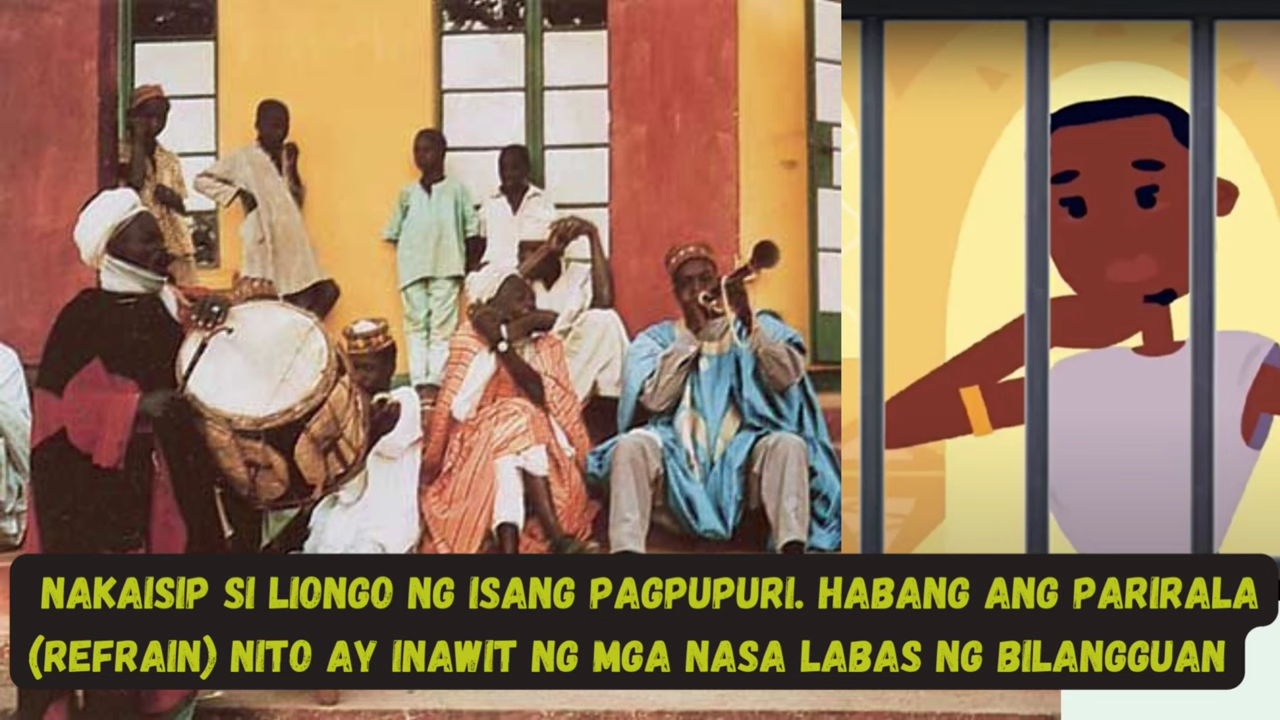 NAKAISIP SI LIONGO NG ISANG PAGPUPURI. HABANG ANG PARIRALA
(REFRAIN) NITO AY INAWIT NG MGA NASA LABAS NG BILANGGUAN